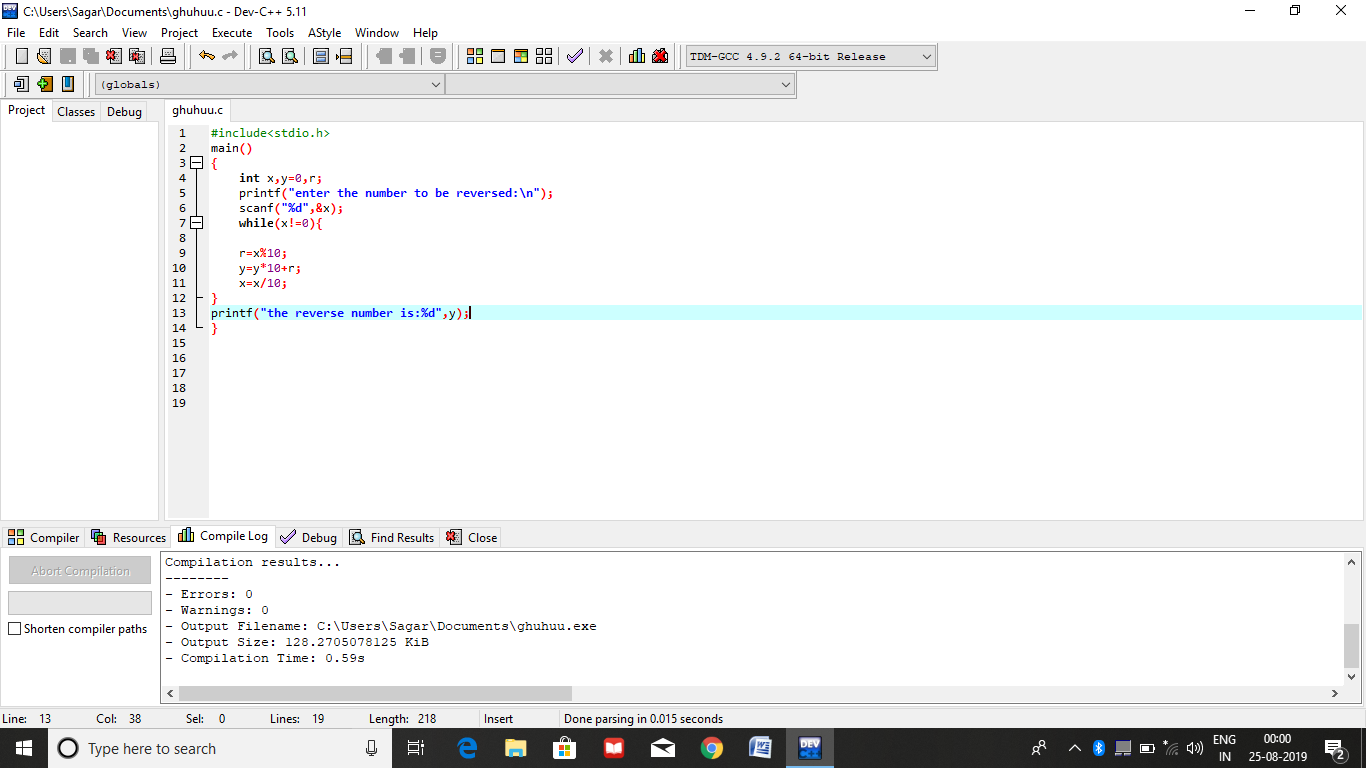 C:\Users\Sagar\Documents\ghuhuu.c - Dev-C++ 5.11
File Edit Search View Project Execute Tools AStyle Window Help
TDM-GCC 4.9.2 64-bit Release
(globals)
Project Classes Debug
ghuhuu.c
1 #include<stdio.h>
2 main()
3 {
4 int x,y=0,r;
5 printf("enter the number to be reversed:\n");
6 scanf("%d",&x);
7 while(x!=0){
8
9 r=x%10;
10 y=y*10+r;
11 x=x/10;
12 }
13 printf("the reverse number is:%d",y);
14 }
15
16
17
18
19
Compiler Resources Compile Log Debug Find Results Close
Abort Compilation
Shorten compiler paths
Compilation results...
--------
- Errors: 0
- Warnings: 0
- Output Filename: C:\Users\Sagar\Documents\ghuhuu.exe
- Output Size: 128.2705078125 KiB
- Compilation Time: 0.59s
Line: 13 Col: 38 Sel: 0 Lines: 19 Length: 218 Insert Done parsing in 0.015 seconds
Type here to search
DEV
ENG
IN
00:00
25-08-2019
2